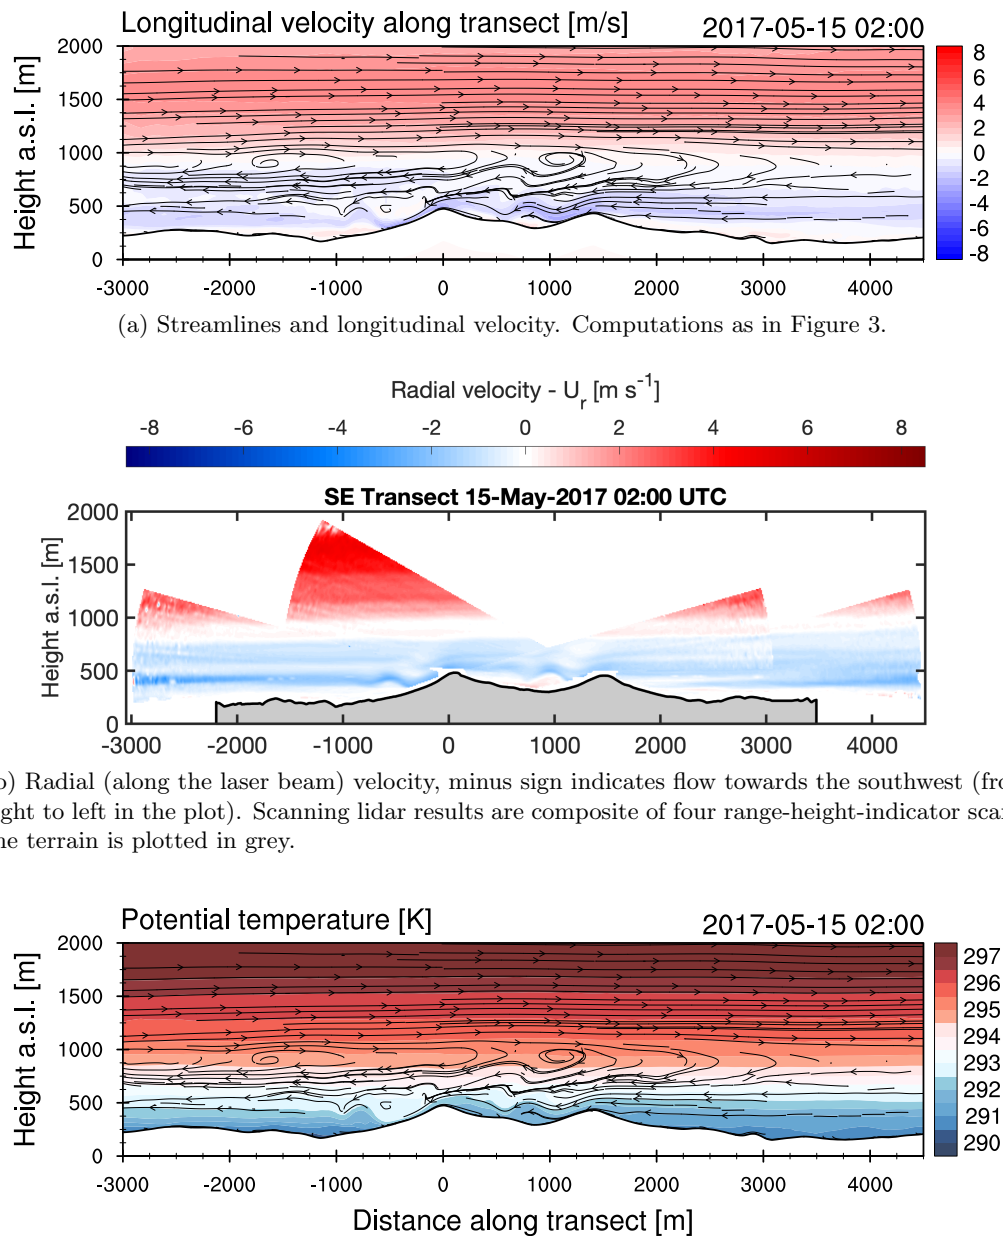 Longitudinal velocity along transect [m/s] 2017-05-15 02:00
Height a.s.l. [m]
2000
1500
1000
500
0
-3000 -2000 -1000 0 1000 2000 3000 4000
8
6
4
2
0
-2
-4
-6
-8
(a) Streamlines and longitudinal velocity. Computations as in Figure 3.
Radial velocity - U_r [m s^-1]
-8 -6 -4 -2 0 2 4 6 8
SE Transect 15-May-2017 02:00 UTC
Height a.s.l. [m]
2000
1500
1000
500
0
-3000 -2000 -1000 0 1000 2000 3000 4000
) Radial (along the laser beam) velocity, minus sign indicates flow towards the southwest (fro
ght to left in the plot). Scanning lidar results are composite of four range-height-indicator scan
ne terrain is plotted in grey.
Potential temperature [K] 2017-05-15 02:00
Height a.s.l. [m]
2000
1500
1000
500
0
-3000 -2000 -1000 0 1000 2000 3000 4000
297
296
295
294
293
292
291
290
Distance along transect [m]